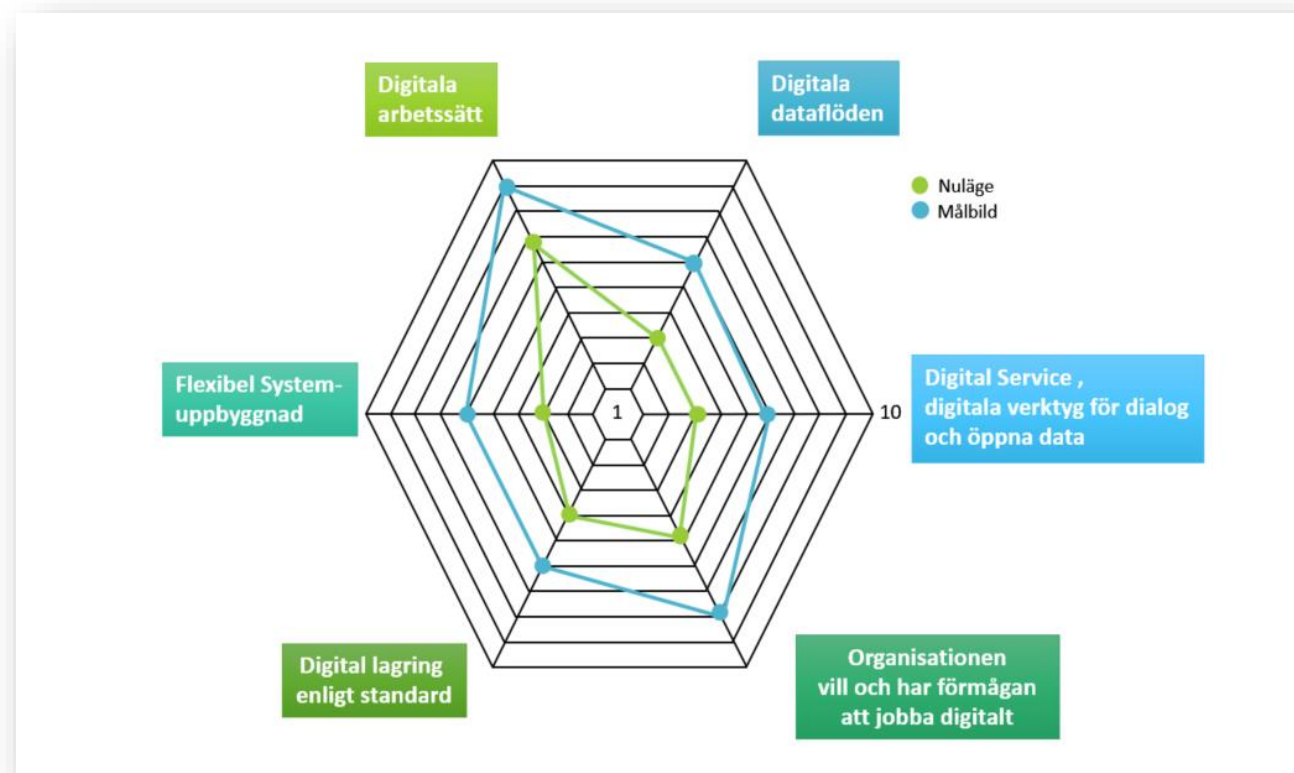 Digitala
arbetssätt
Digitala
dataflöden
Nuläge
Målbild
Flexibel System-
uppbyggnad
1
10
Digital Service ,
digitala verktyg för dialog
och öppna data
Digital lagring
enligt standard
Organisationen
vill och har förmågan
att jobba digitalt